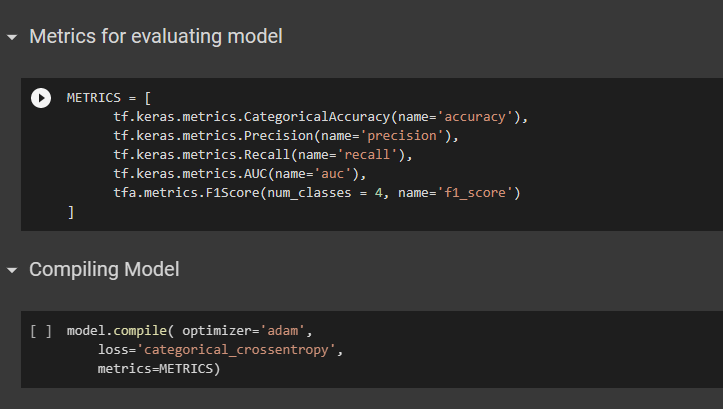 Metrics for evaluating model
METRICS = [
tf.keras.metrics.CategoricalAccuracy(name='accuracy'),
tf.keras.metrics.Precision(name='precision'),
tf.keras.metrics.Recall(name='recall'),
tf.keras.metrics.AUC(name='auc'),
tfa.metrics.F1Score(num_classes = 4, name='f1_score')
]
Compiling Model
[ ] model.compile( optimizer='adam',
loss='categorical_crossentropy',
metrics=METRICS)